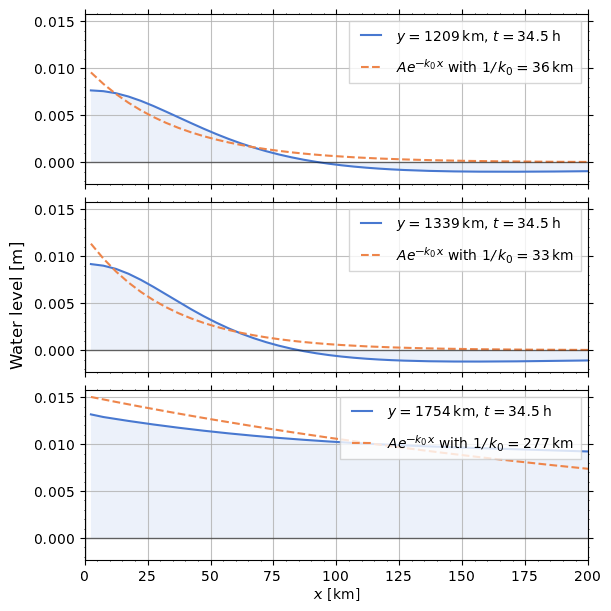 0.015
0.010
0.005
0.000
y = 1209 km, t = 34.5 h
Ae^{-k_0x} with 1/k_0 = 36 km
0.015
0.010
0.005
0.000
y = 1339 km, t = 34.5 h
Ae^{-k_0x} with 1/k_0 = 33 km
Water level [m]
0.015
0.010
0.005
0.000
y = 1754 km, t = 34.5 h
Ae^{-k_0x} with 1/k_0 = 277 km
0 25 50 75 100 125 150 175 200
x [km]